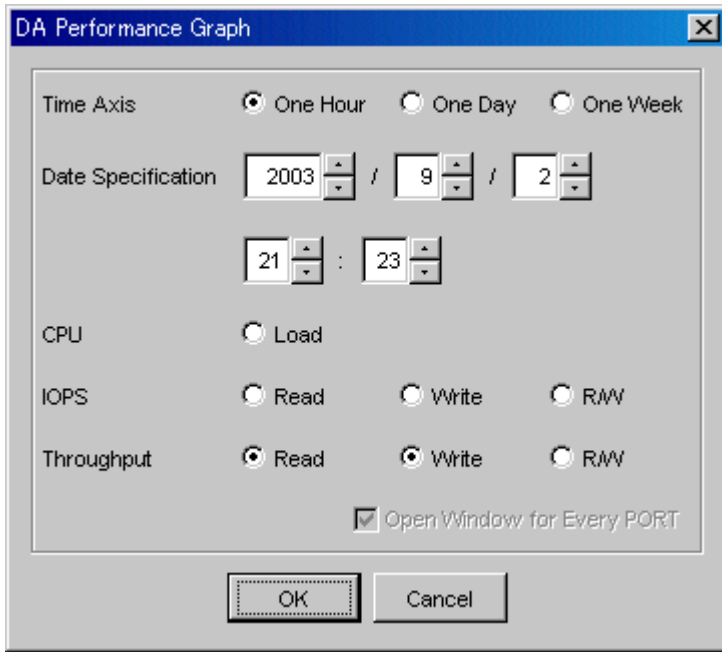 DA Performance Graph
Time Axis One Hour One Day One Week
Date Specification 2003 / 9 / 2
21 : 23
CPU Load
IOPS Read Write R/W
Throughput Read Write R/W
Open Window for Every PORT
OK Cancel